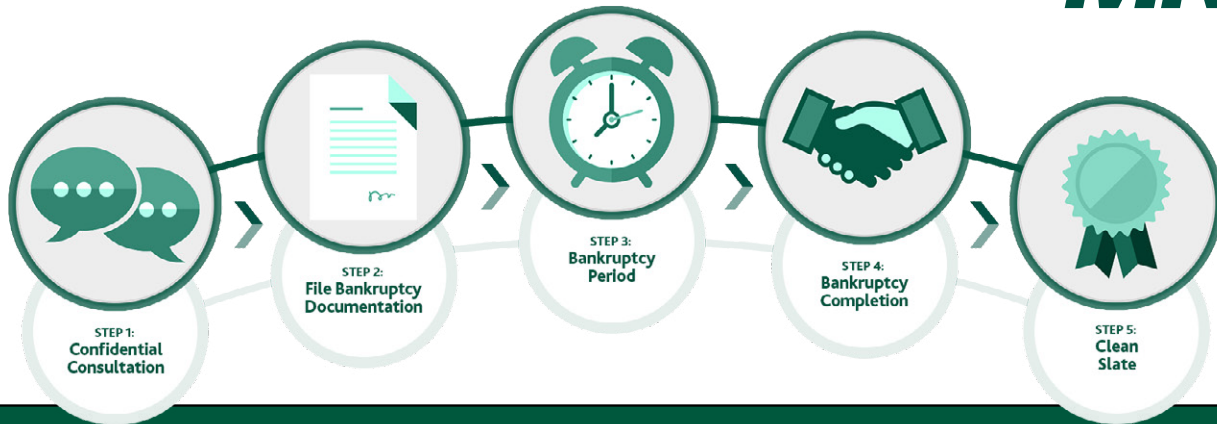 STEP 1:
Confidential
Consultation
STEP 2:
File Bankruptcy
Documentation
STEP 3:
Bankruptcy
Period
STEP 4:
Bankruptcy
Completion
STEP 5:
Clean
Slate